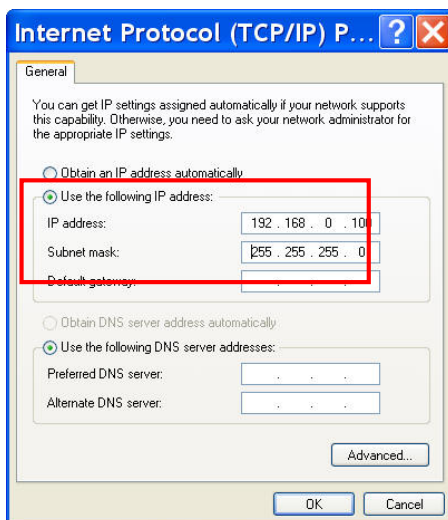 Internet Protocol (TCP/IP) P... ?
General
You can get IP settings assigned automatically if your network supports
this capability. Otherwise, you need to ask your network administrator for
the appropriate IP settings.
Obtain an IP address automatically
Use the following IP address:
IP address: 192 . 168 . 0 . 100
Subnet mask: 255 . 255 . 255 . 0
Default gateway: . . .
Obtain DNS server address automatically
Use the following DNS server addresses:
Preferred DNS server: . . .
Alternate DNS server: . . .
Advanced...
OK Cancel